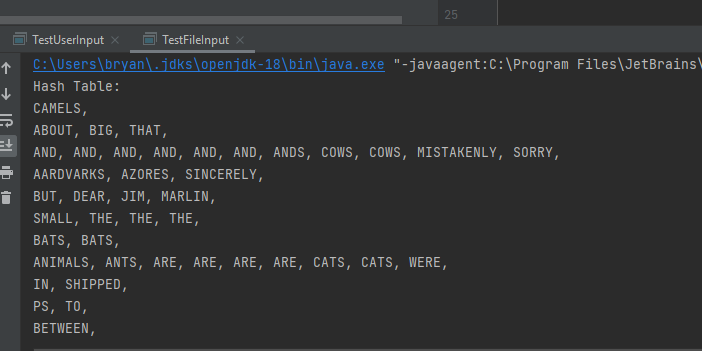 25
TestUserInput
TestFileInput
C:\Users\bryan\.jdks\openjdk-18\bin\java.exe "-javaagent:C:\Program Files\JetBrains\
Hash Table:
CAMELS,
ABOUT, BIG, THAT,
AND, AND, AND, AND, AND, AND, ANDS, COWS, COWS, MISTAKENLY, SORRY,
AARDVARKS, AZORES, SINCERELY,
BUT, DEAR, JIM, MARLIN,
SMALL, THE, THE, THE,
BATS, BATS,
ANIMALS, ANTS, ARE, ARE, ARE, ARE, CATS, CATS, WERE,
IN, SHIPPED,
PS, TO,
BETWEEN,